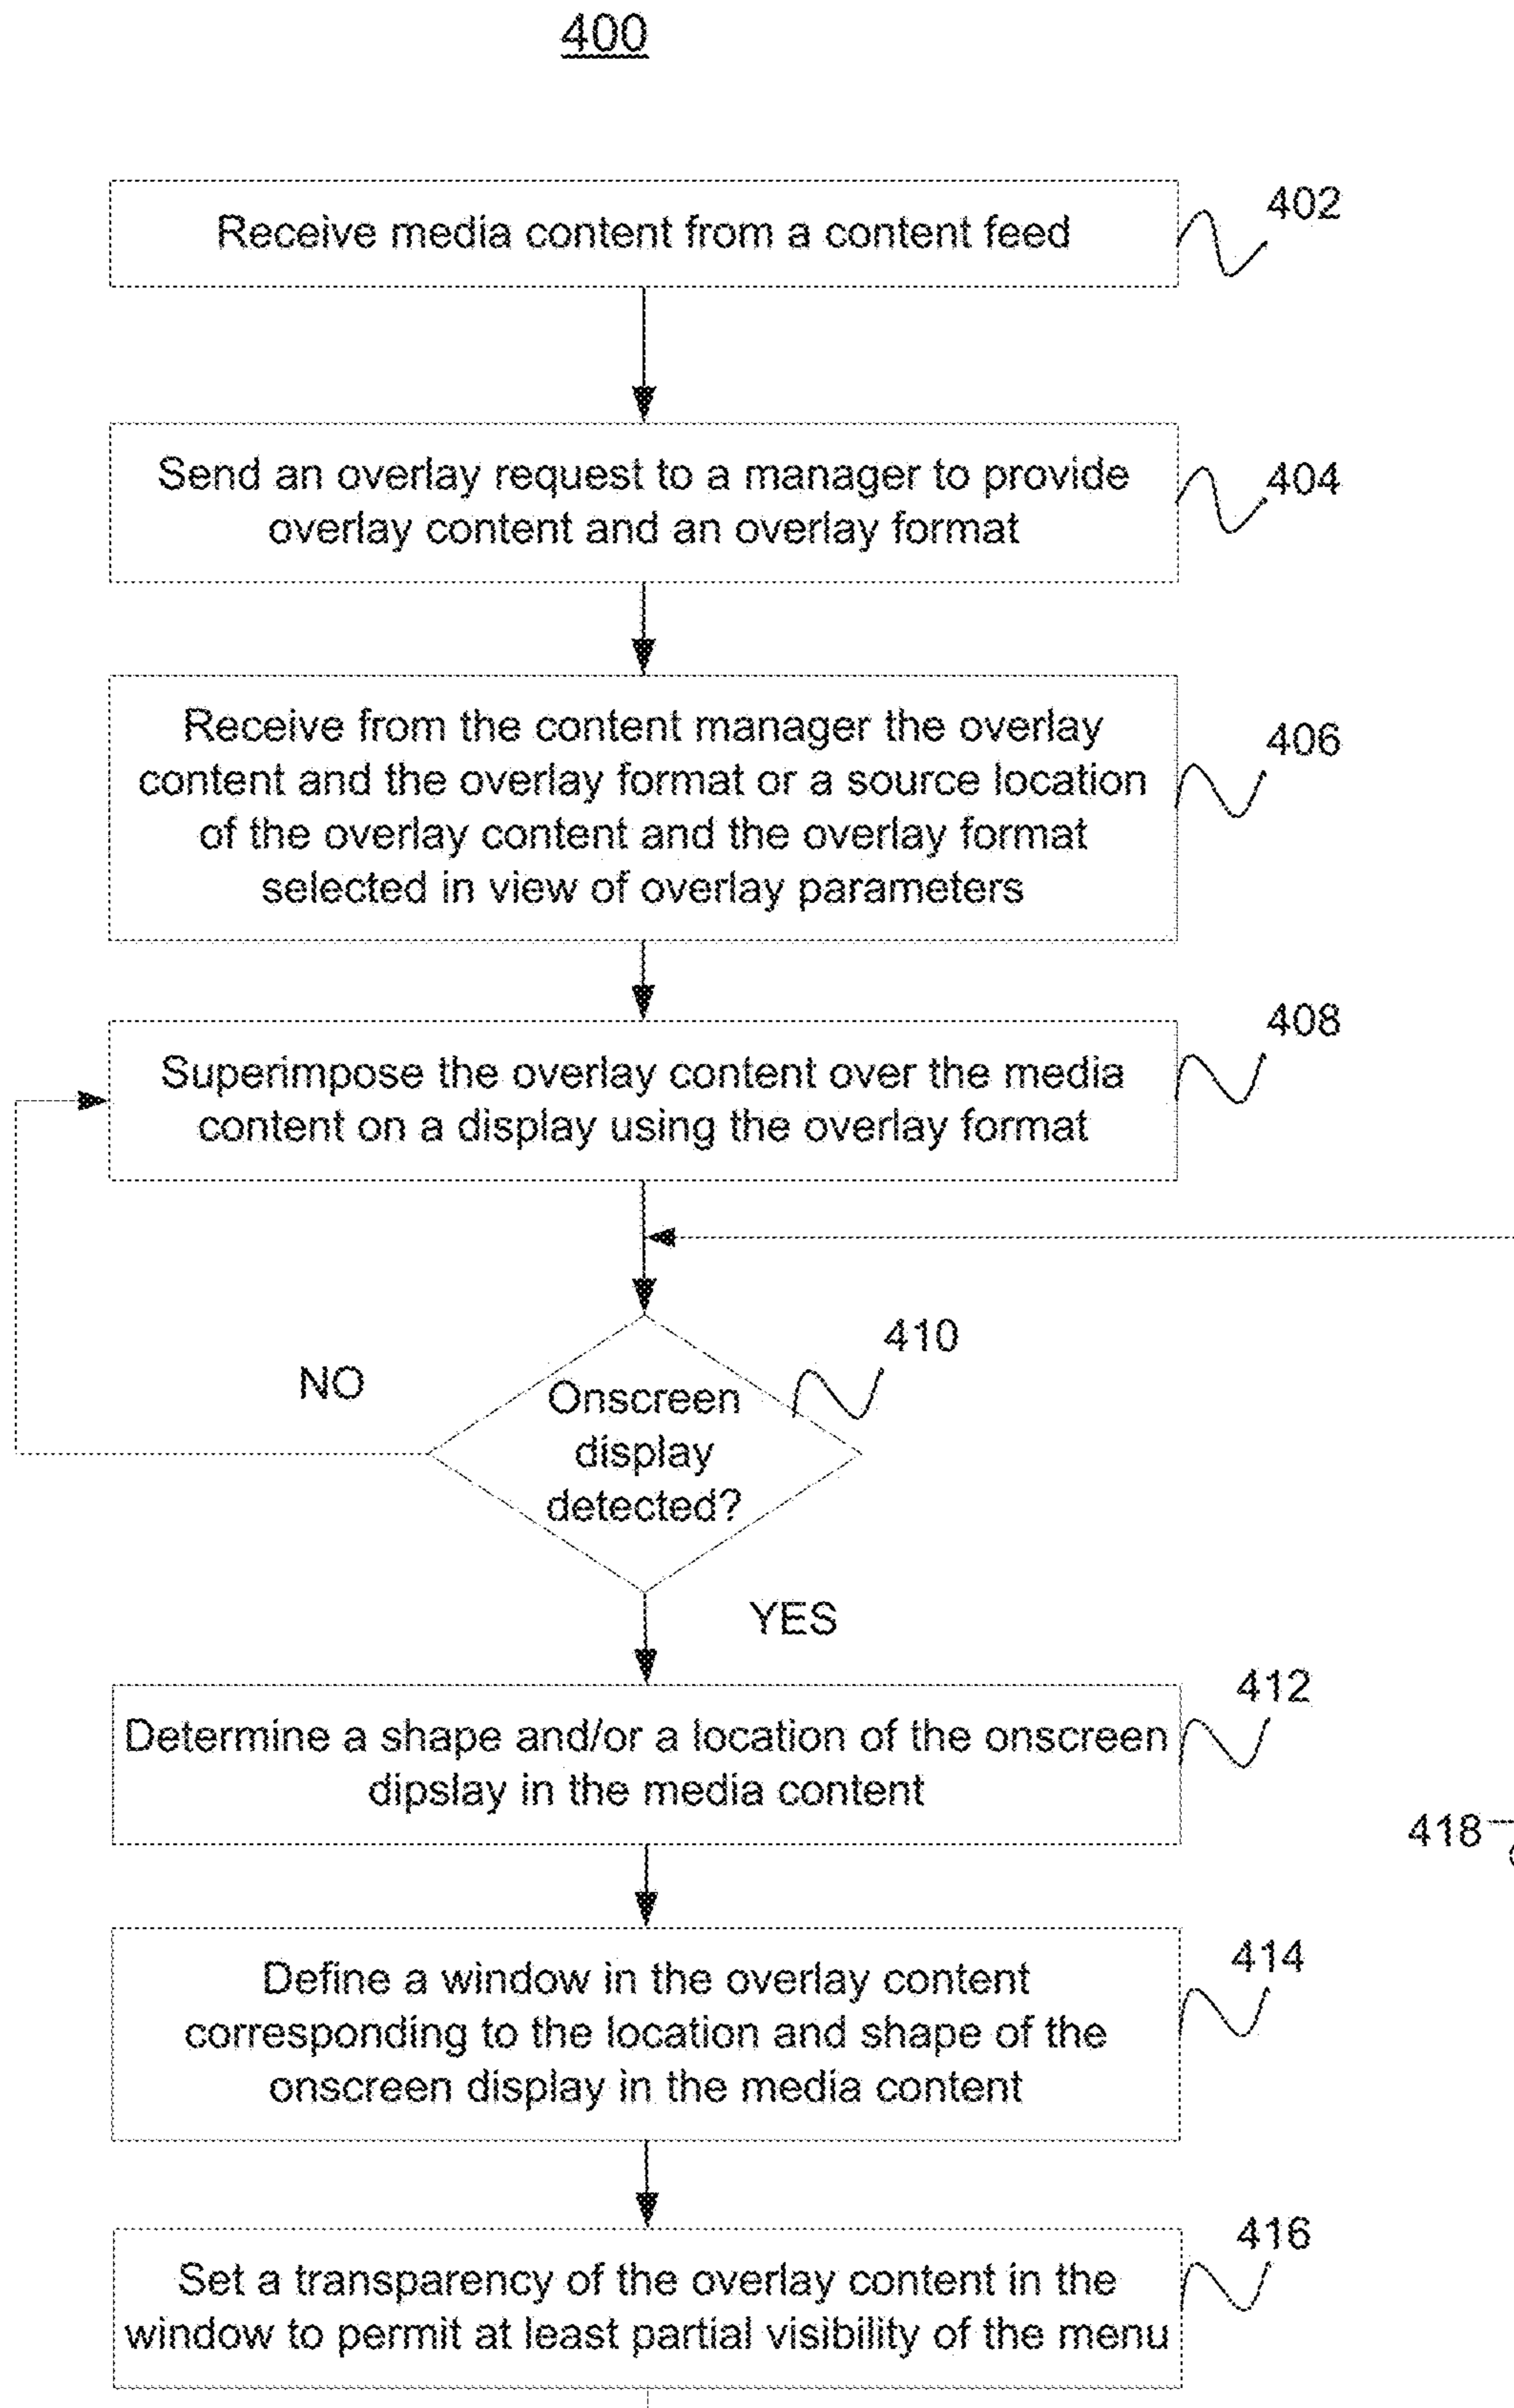 400
Receive media content from a content feed
402
Send an overlay request to a manager to provide
overlay content and an overlay format
404
Receive from the content manager the overlay
content and the overlay format or a source location
of the overlay content and the overlay format
selected in view of overlay parameters
406
Superimpose the overlay content over the media
content on a display using the overlay format
408
Onscreen
display
detected?
410
NO
YES
Determine a shape and/or a location of the onscreen
dipslay in the media content
412
418
Define a window in the overlay content
corresponding to the location and shape of the
onscreen display in the media content
414
Set a transparency of the overlay content in the
window to permit at least partial visibility of the menu
416